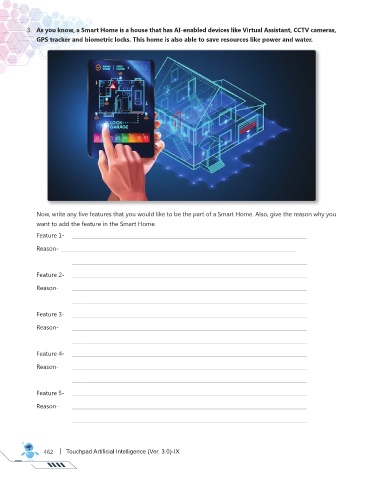 3. As you know, a Smart Home is a house that has AI-enabled devices like Virtual Assistant, CCTV cameras,
GPS tracker and biometric locks. This home is also able to save resources like power and water.
LOCK
GARAGE
Now, write any five features that you would like to be the part of a Smart Home. Also, give the reason why you
want to add the feature in the Smart Home.
Feature 1-
Reason-
Feature 2-
Reason-
Feature 3-
Reason-
Feature 4-
Reason-
Feature 5-
Reason-
462 | Touchpad Artificial Intelligence (Ver. 3.0)-IX